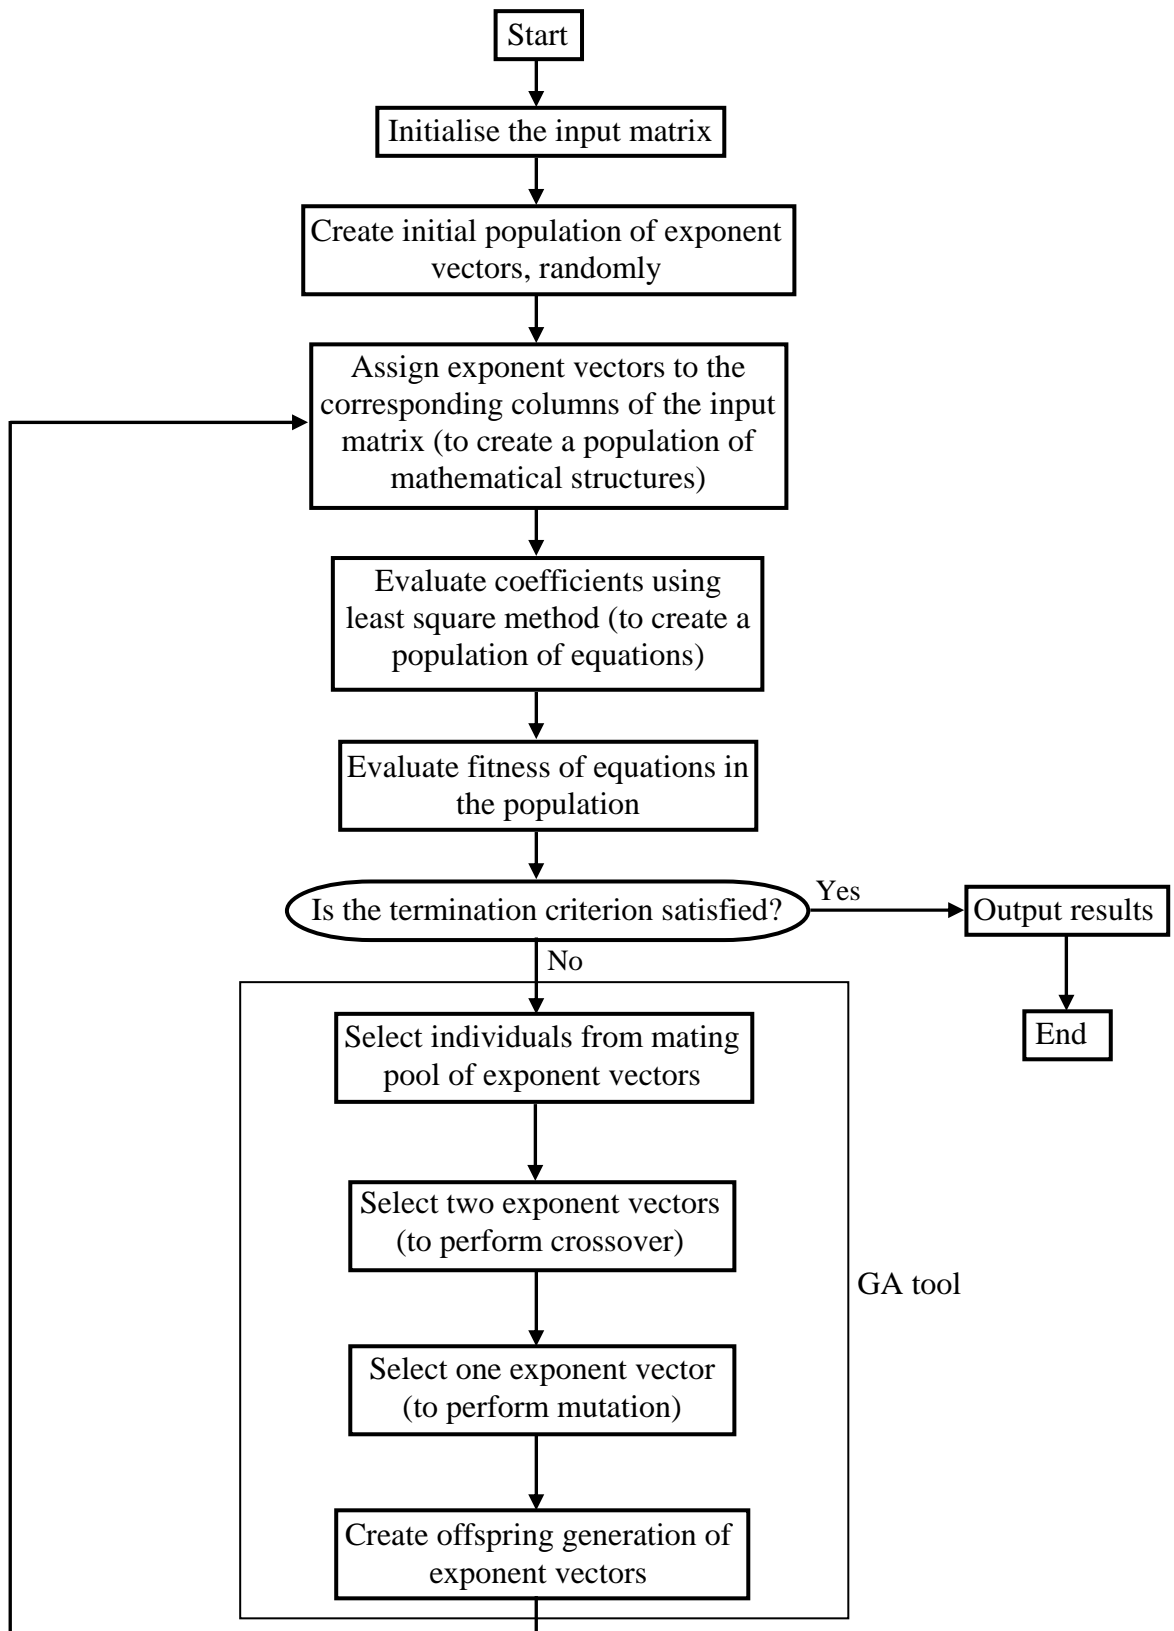 Start
Initialise the input matrix
Create initial population of exponent
vectors, randomly
Assign exponent vectors to the
corresponding columns of the input
matrix (to create a population of
mathematical structures)
Evaluate coefficients using
least square method (to create a
population of equations)
Evaluate fitness of equations in
the population
Is the termination criterion satisfied?
Yes
Output results
No
End
Select individuals from mating
pool of exponent vectors
Select two exponent vectors
(to perform crossover)
GA tool
Select one exponent vector
(to perform mutation)
Create offspring generation of
exponent vectors